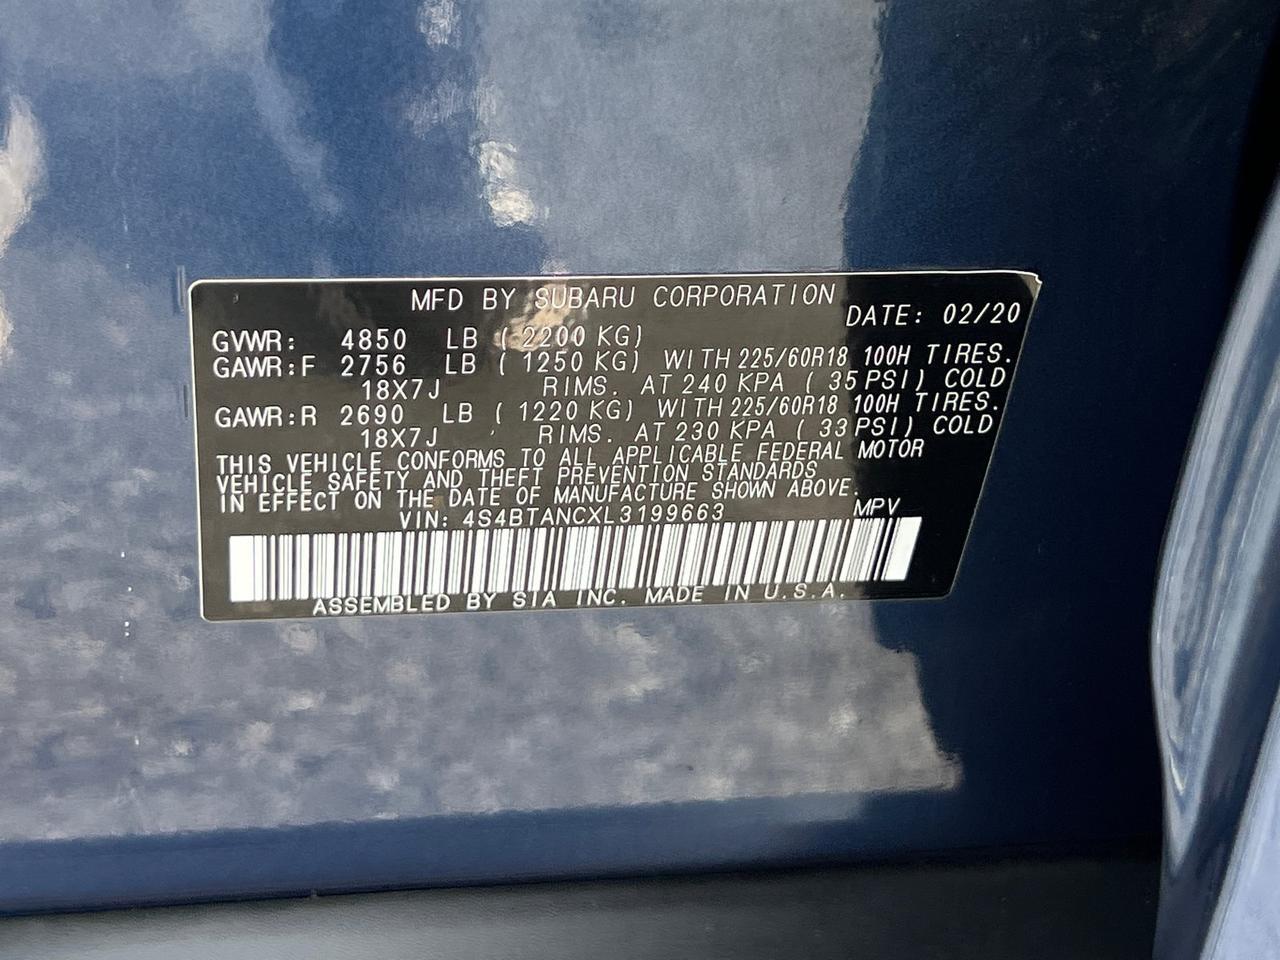 MFD BY SUBARU CORPORATION
DATE: 02/20
GVWR: 4850 LB ( 2200 KG)
GAWR:F 2756 LB ( 1250 KG) WITH 225/60R18 100H TIRES.
18X7J RIMS. AT 240 KPA ( 35 PSI) COLD
GAWR:R 2690 LB ( 1220 KG) WITH 225/60R18 100H TIRES.
18X7J RIMS. AT 230 KPA ( 33 PSI) COLD
THIS VEHICLE CONFORMS TO ALL APPLICABLE FEDERAL MOTOR
VEHICLE SAFETY AND THEFT PREVENTION STANDARDS
IN EFFECT ON THE DATE OF MANUFACTURE SHOWN ABOVE.
VIN: 4S4BTANCXL3199663 MPV
ASSEMBLED BY SIA INC. MADE IN U.S.A.